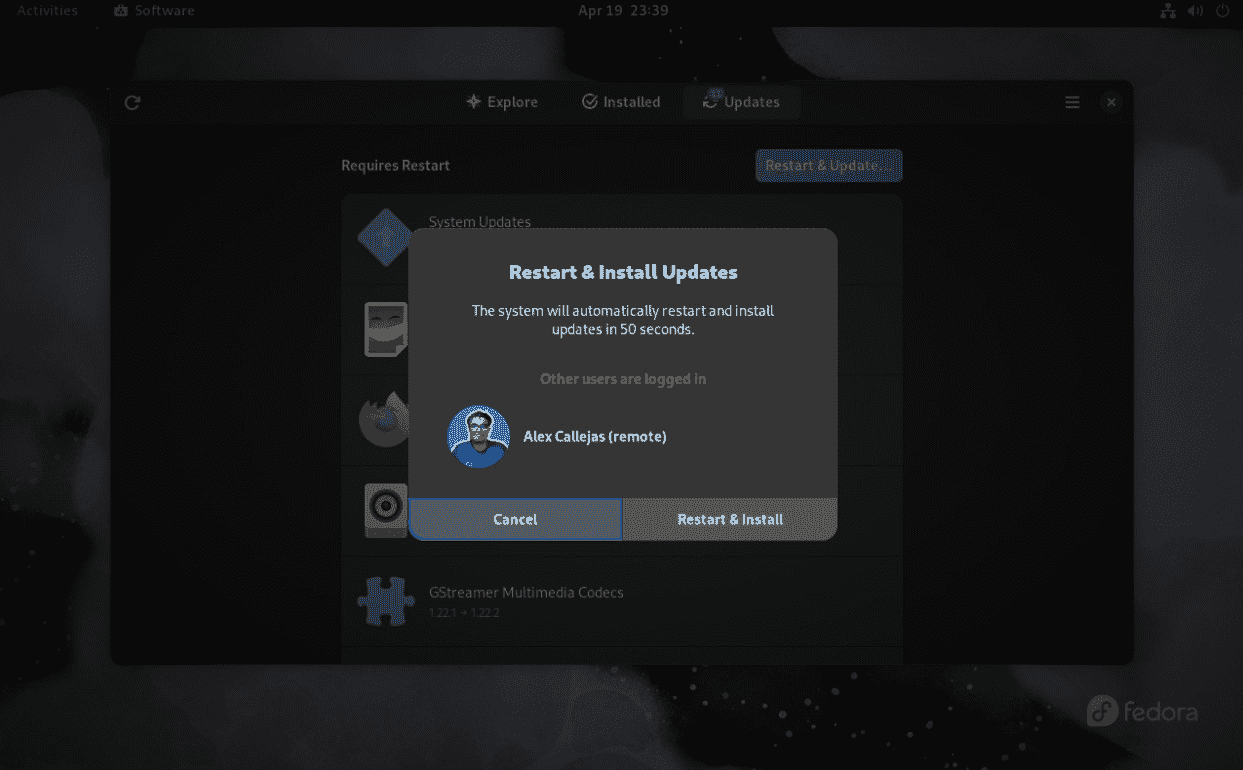 Activities
Software
Apr 19 23:39
Explore
Installed
Updates
Requires Restart
Restart & Update...
System Updates
Restart & Install Updates
The system will automatically restart and install
updates in 50 seconds.
Other users are logged in
Alex Callejas (remote)
Cancel
Restart & Install
GStreamer Multimedia Codecs
1.22.1 → 1.22.2
fedora